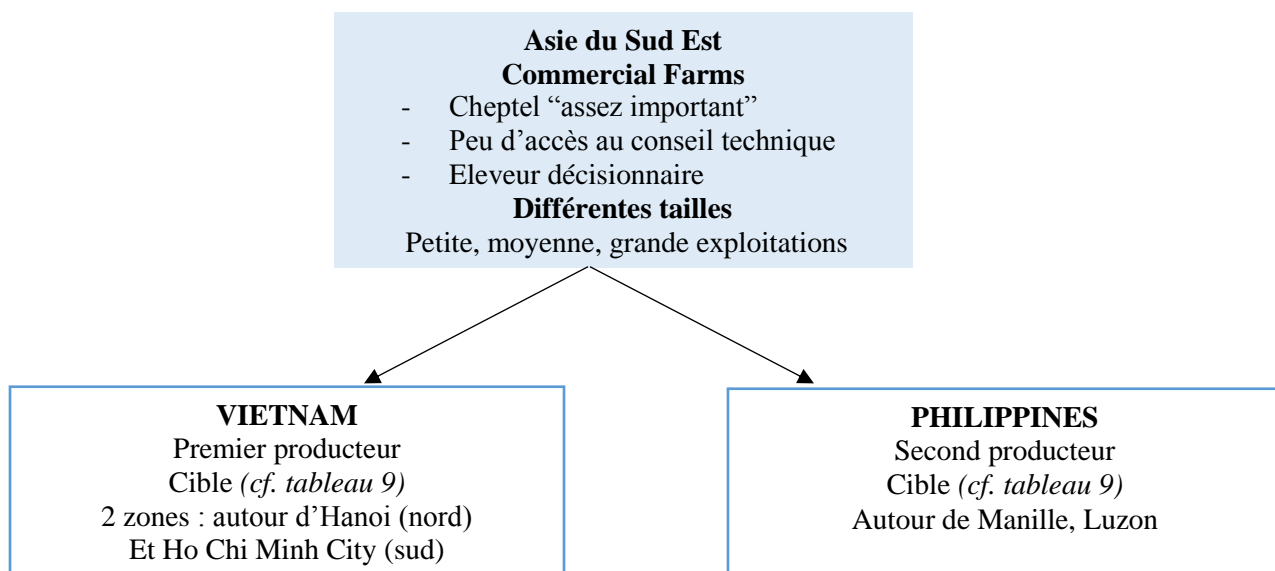 Asie du Sud Est
Commercial Farms
- Cheptel “assez important”
- Peu d’accès au conseil technique
- Eleveur décisionnaire
Différentes tailles
Petite, moyenne, grande exploitations
VIETNAM
Premier producteur
Cible (cf. tableau 9)
2 zones : autour d’Hanoi (nord)
Et Ho Chi Minh City (sud)
PHILIPPINES
Second producteur
Cible (cf. tableau 9)
Autour de Manille, Luzon